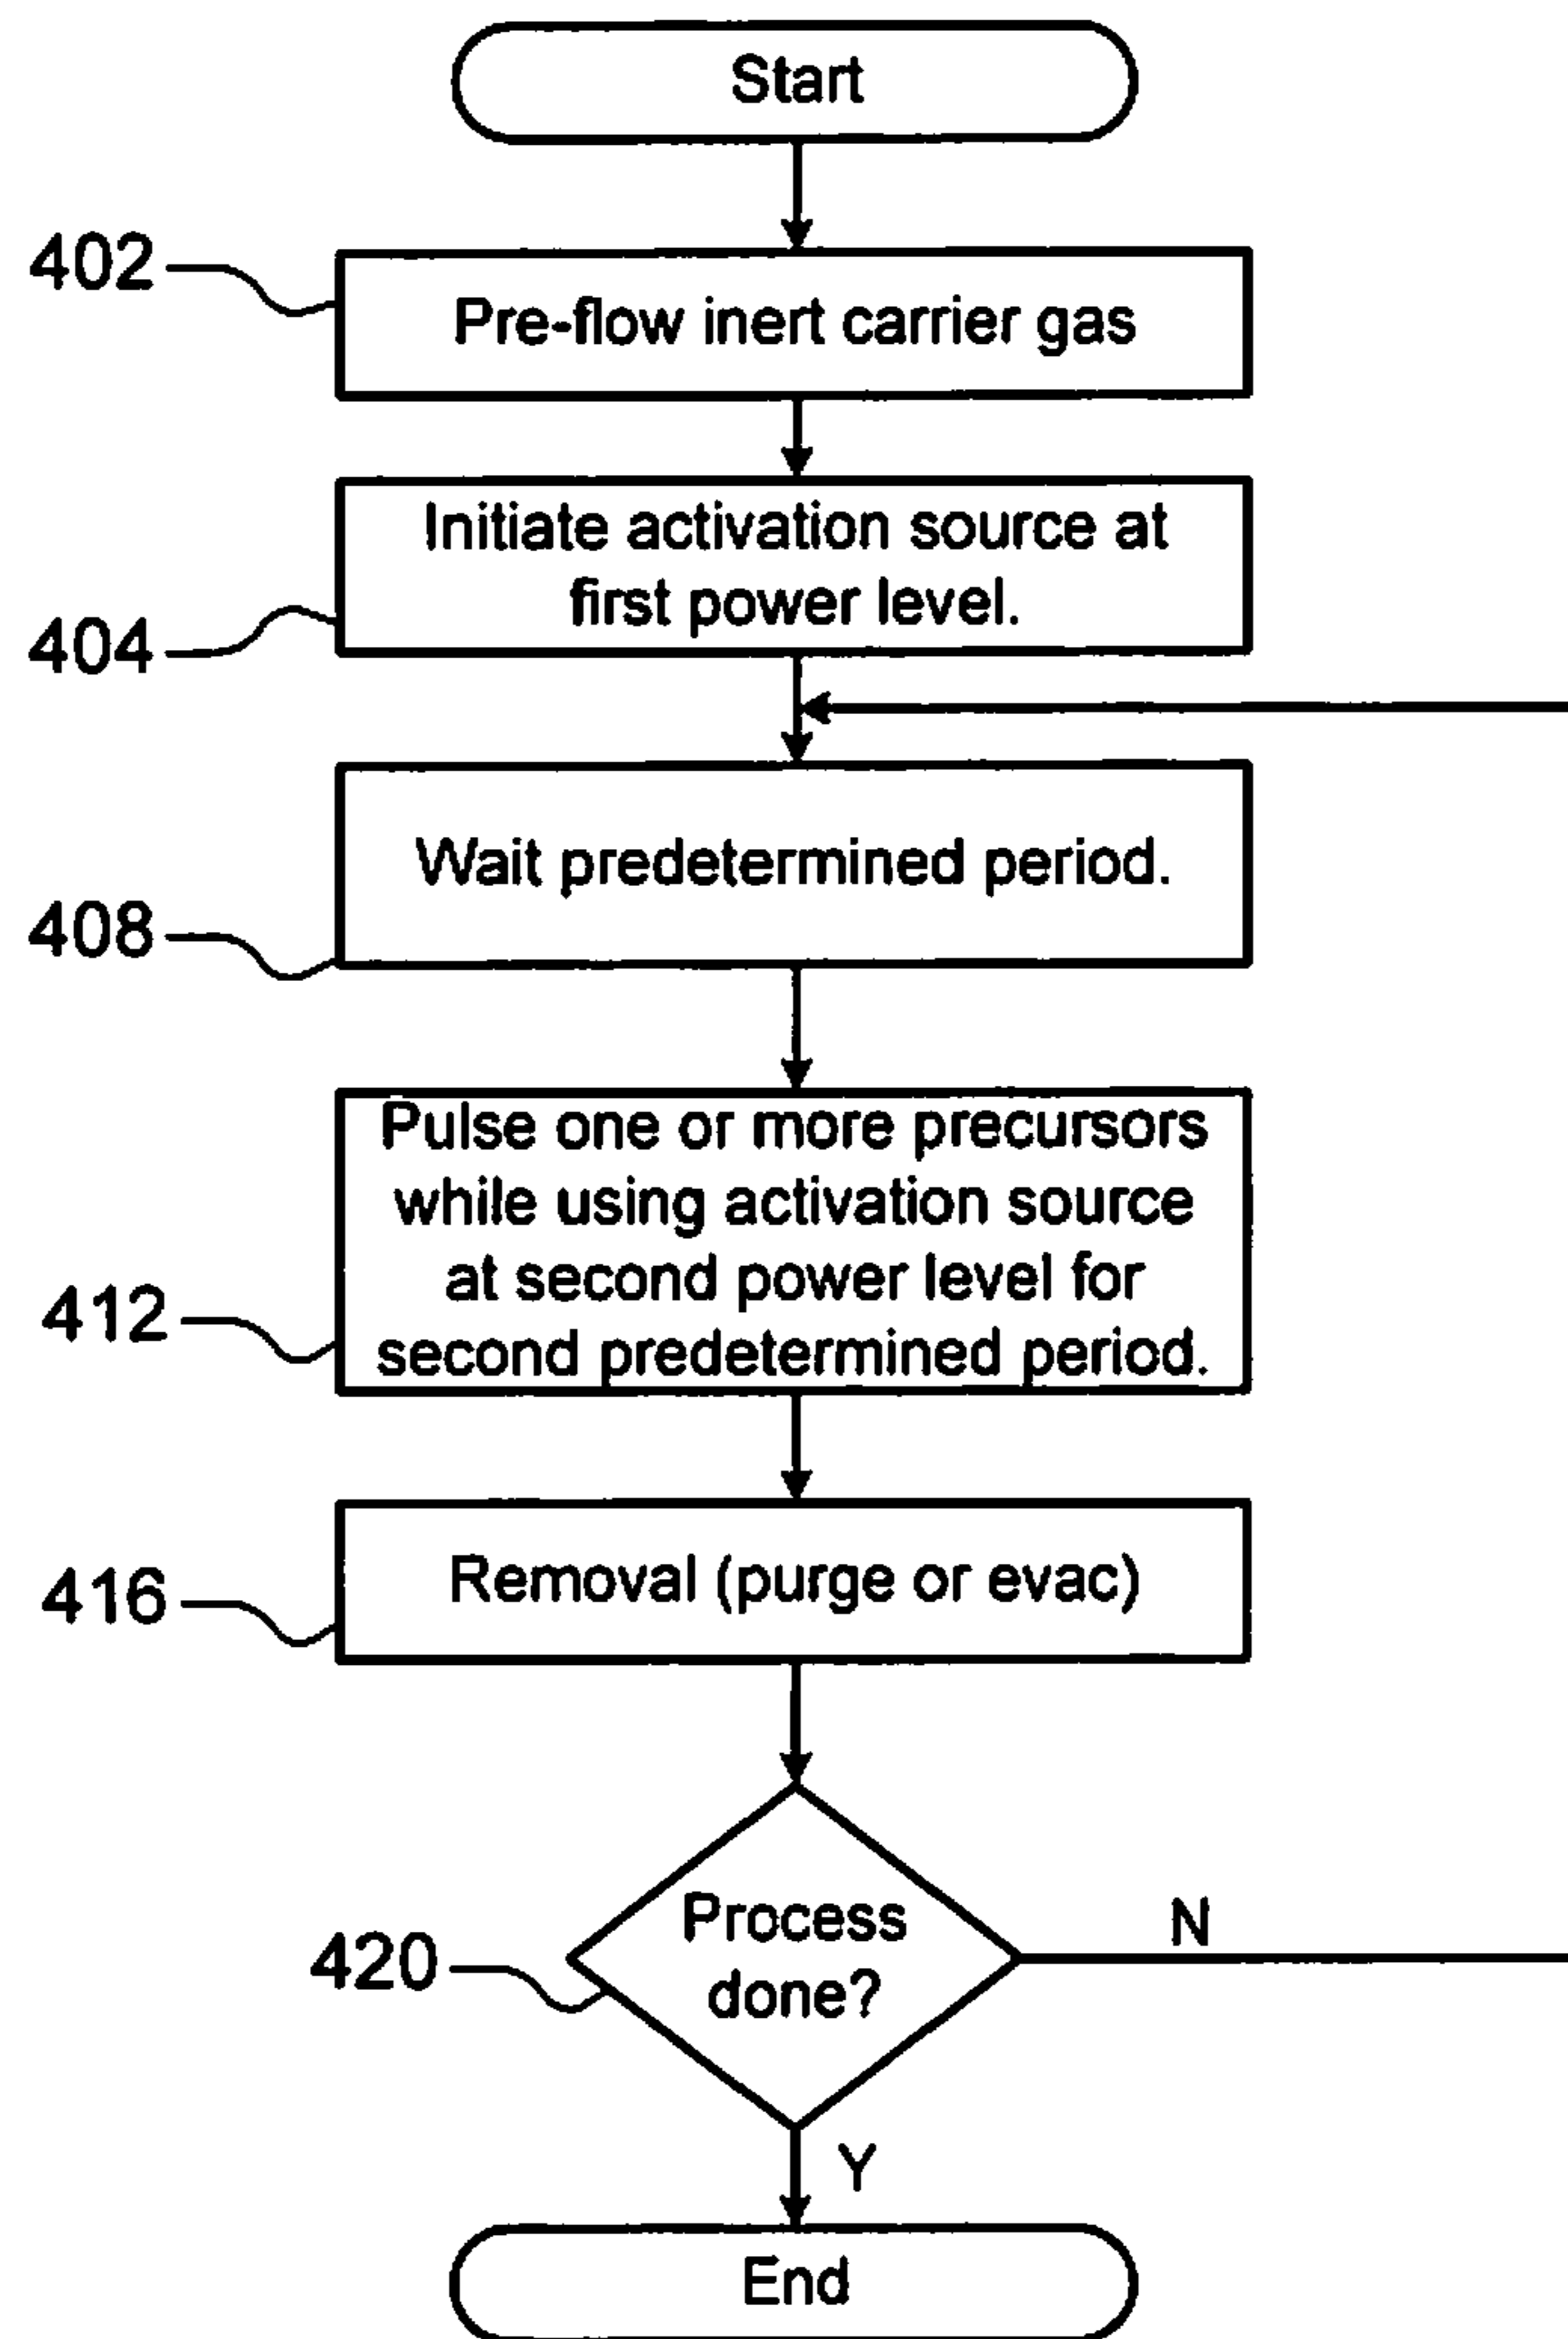 Start
402
Pre-flow inert carrier gas
Initiate activation source at
first power level.
404
Wait predetermined period.
408
Pulse one or more precursors
while using activation source
at second power level for
second predetermined period.
412
Removal (purge or evac)
416
Process
done?
N
420
Y
End